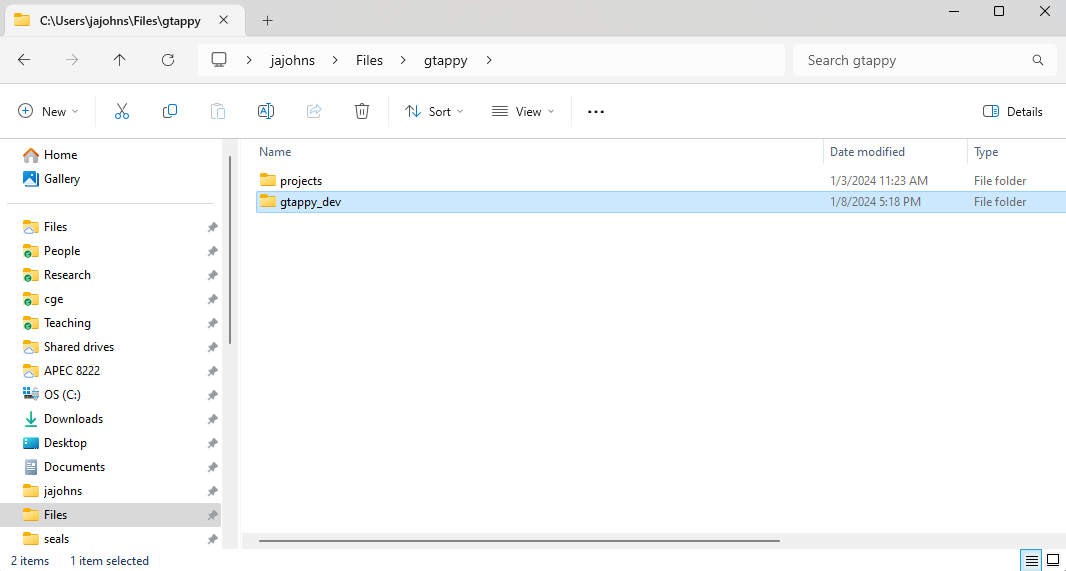 C:\Users\jajohns\Files\gtappy
jajohns Files gtappy
Search gtappy
New Sort View Details
Home
Gallery
Files
People
Research
cge
Teaching
Shared drives
APEC 8222
OS (C:)
Downloads
Desktop
Documents
jajohns
Files
seals
Name Date modified Type
projects 1/3/2024 11:23 AM File folder
gtappy_dev 1/8/2024 5:18 PM File folder
2 items 1 item selected